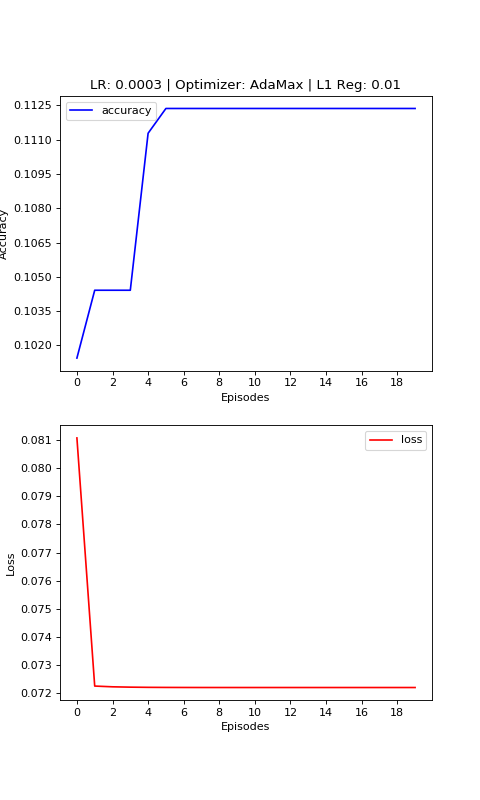 LR: 0.0003 | Optimizer: AdaMax | L1 Reg: 0.01
accuracy
0.1125
0.1110
0.1095
0.1080
0.1065
0.1050
0.1035
0.1020
Accuracy
0 2 4 6 8 10 12 14 16 18
Episodes
loss
0.081
0.080
0.079
0.078
0.077
0.076
0.075
0.074
0.073
0.072
Loss
0 2 4 6 8 10 12 14 16 18
Episodes